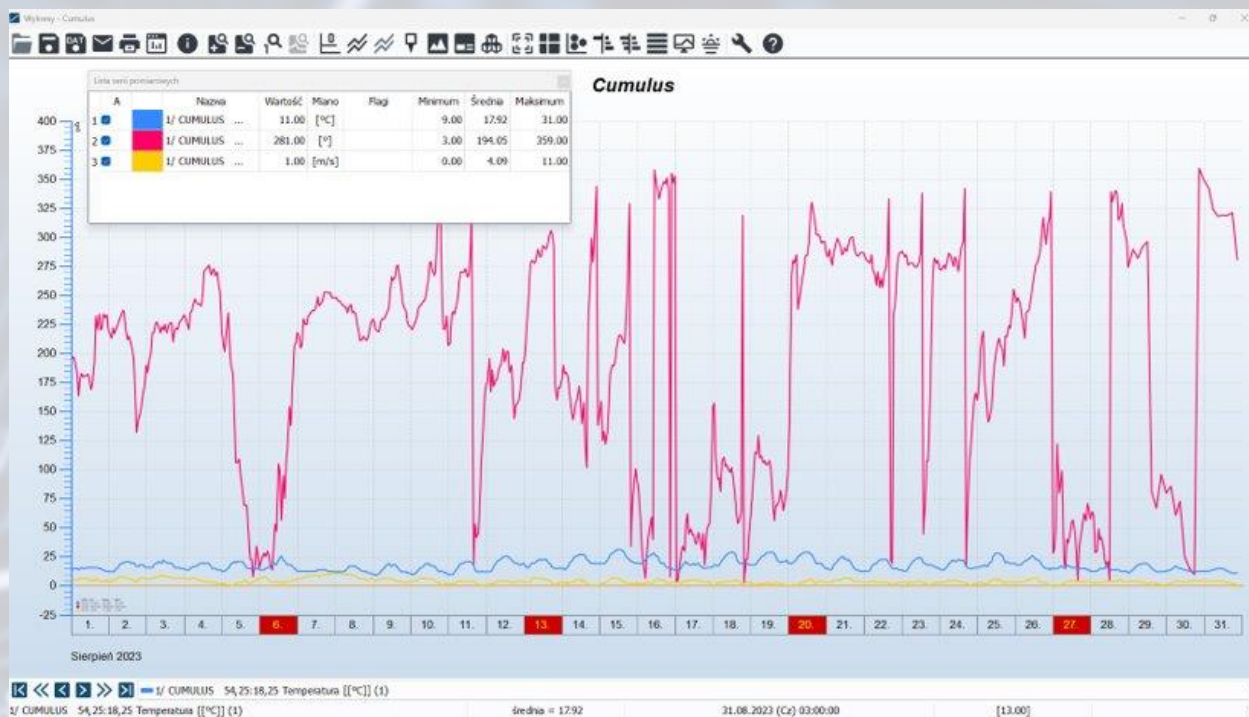 Wykresy - Cumulus
DAT
Lista serii pomiarowych
Cumulus
A Nazwa Wartość Miano Flagi Minimum Średnia Maksimum
1 1/ CUMULUS ... 11.00 [°C] 9.00 17.92 31.00
2 1/ CUMULUS ... 281.00 [°] 3.00 194.05 359.00
3 1/ CUMULUS ... 1.00 [m/s] 0.00 4.09 11.00
400
375
350
325
300
275
250
225
200
175
150
125
100
75
50
25
0
-25
1. 2. 3. 4. 5. 6. 7. 8. 9. 10. 11. 12. 13. 14. 15. 16. 17. 18. 19. 20. 21. 22. 23. 24. 25. 26. 27. 28. 29. 30. 31.
Sierpień 2023
1/ CUMULUS 54,25:18,25 Temperatura [[°C]] (1)
1/ CUMULUS 54,25:18,25 Temperatura [[°C]] (1) średnia = 17.92 31.08.2023 (Cz) 03:00:00 [13.00]